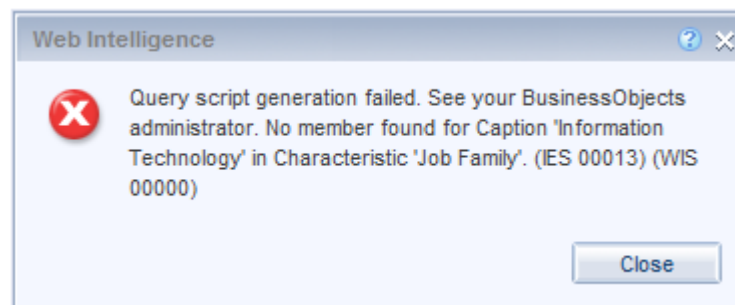 Web Intelligence
Query script generation failed. See your BusinessObjects
administrator. No member found for Caption 'Information
Technology' in Characteristic 'Job Family'. (IES 00013) (WIS
00000)
Close